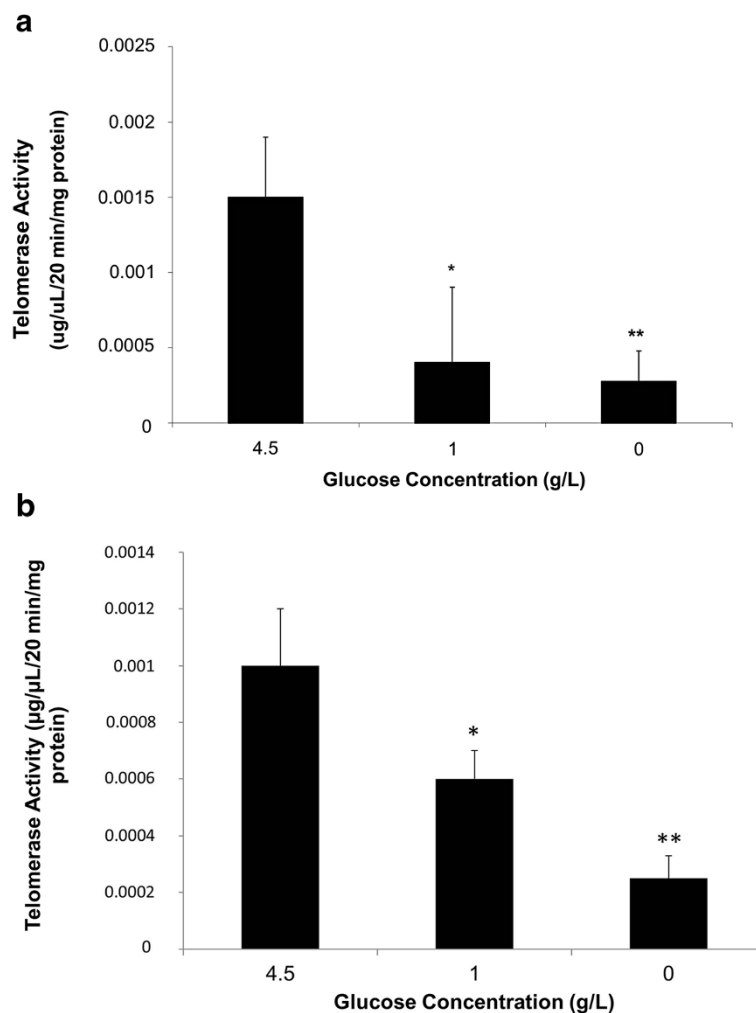 a
Telomerase Activity
(ug/uL/20 min/mg protein)
0.0025
0.002
0.0015
0.001
0.0005
0
*
**
4.5 1 0
Glucose Concentration (g/L)
b
Telomerase Activity (µg/µL/20 min/mg
protein)
0.0014
0.0012
0.001
0.0008
0.0006
0.0004
0.0002
0
*
**
4.5 1 0
Glucose Concentration (g/L)